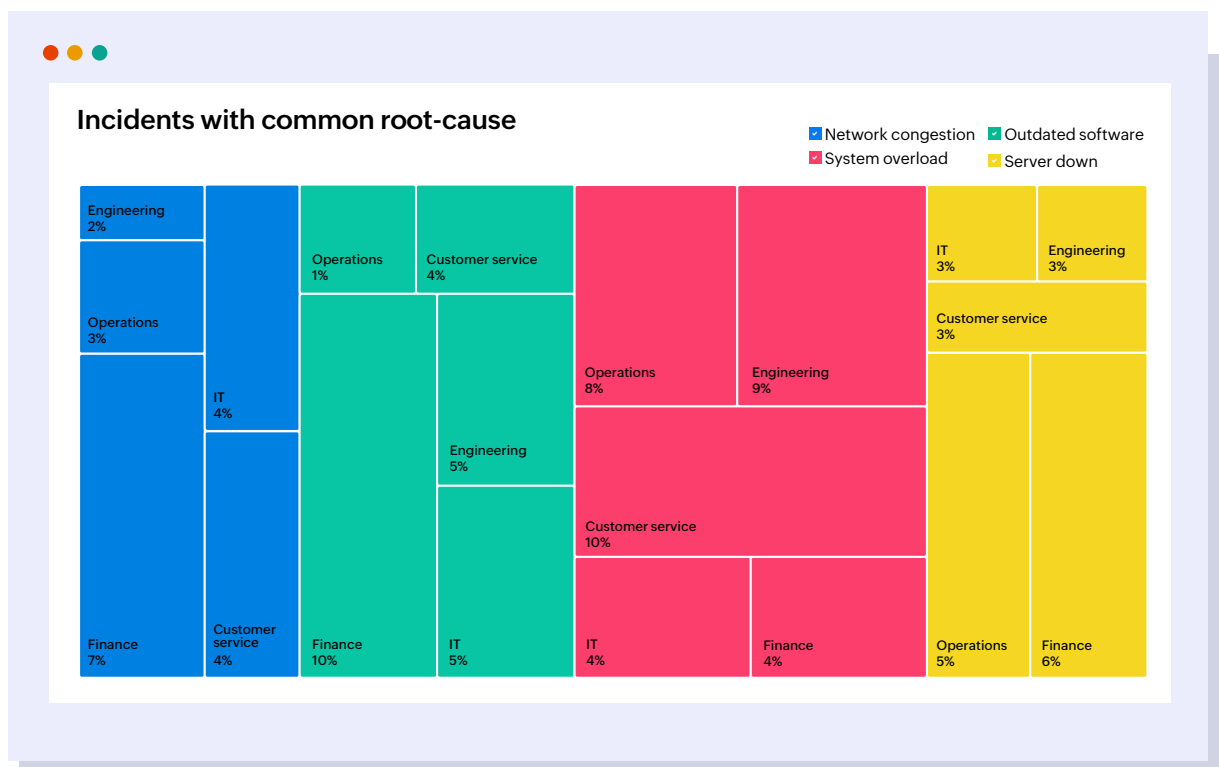 Incidents with common root-cause
Network congestion
Outdated software
System overload
Server down
Engineering
2%
Operations
3%
Finance
7%
IT
4%
Customer
service
4%
Operations
1%
Customer service
4%
Finance
10%
Engineering
5%
IT
5%
Operations
8%
Engineering
9%
Customer service
10%
IT
4%
Finance
4%
IT
3%
Engineering
3%
Customer service
3%
Operations
5%
Finance
6%